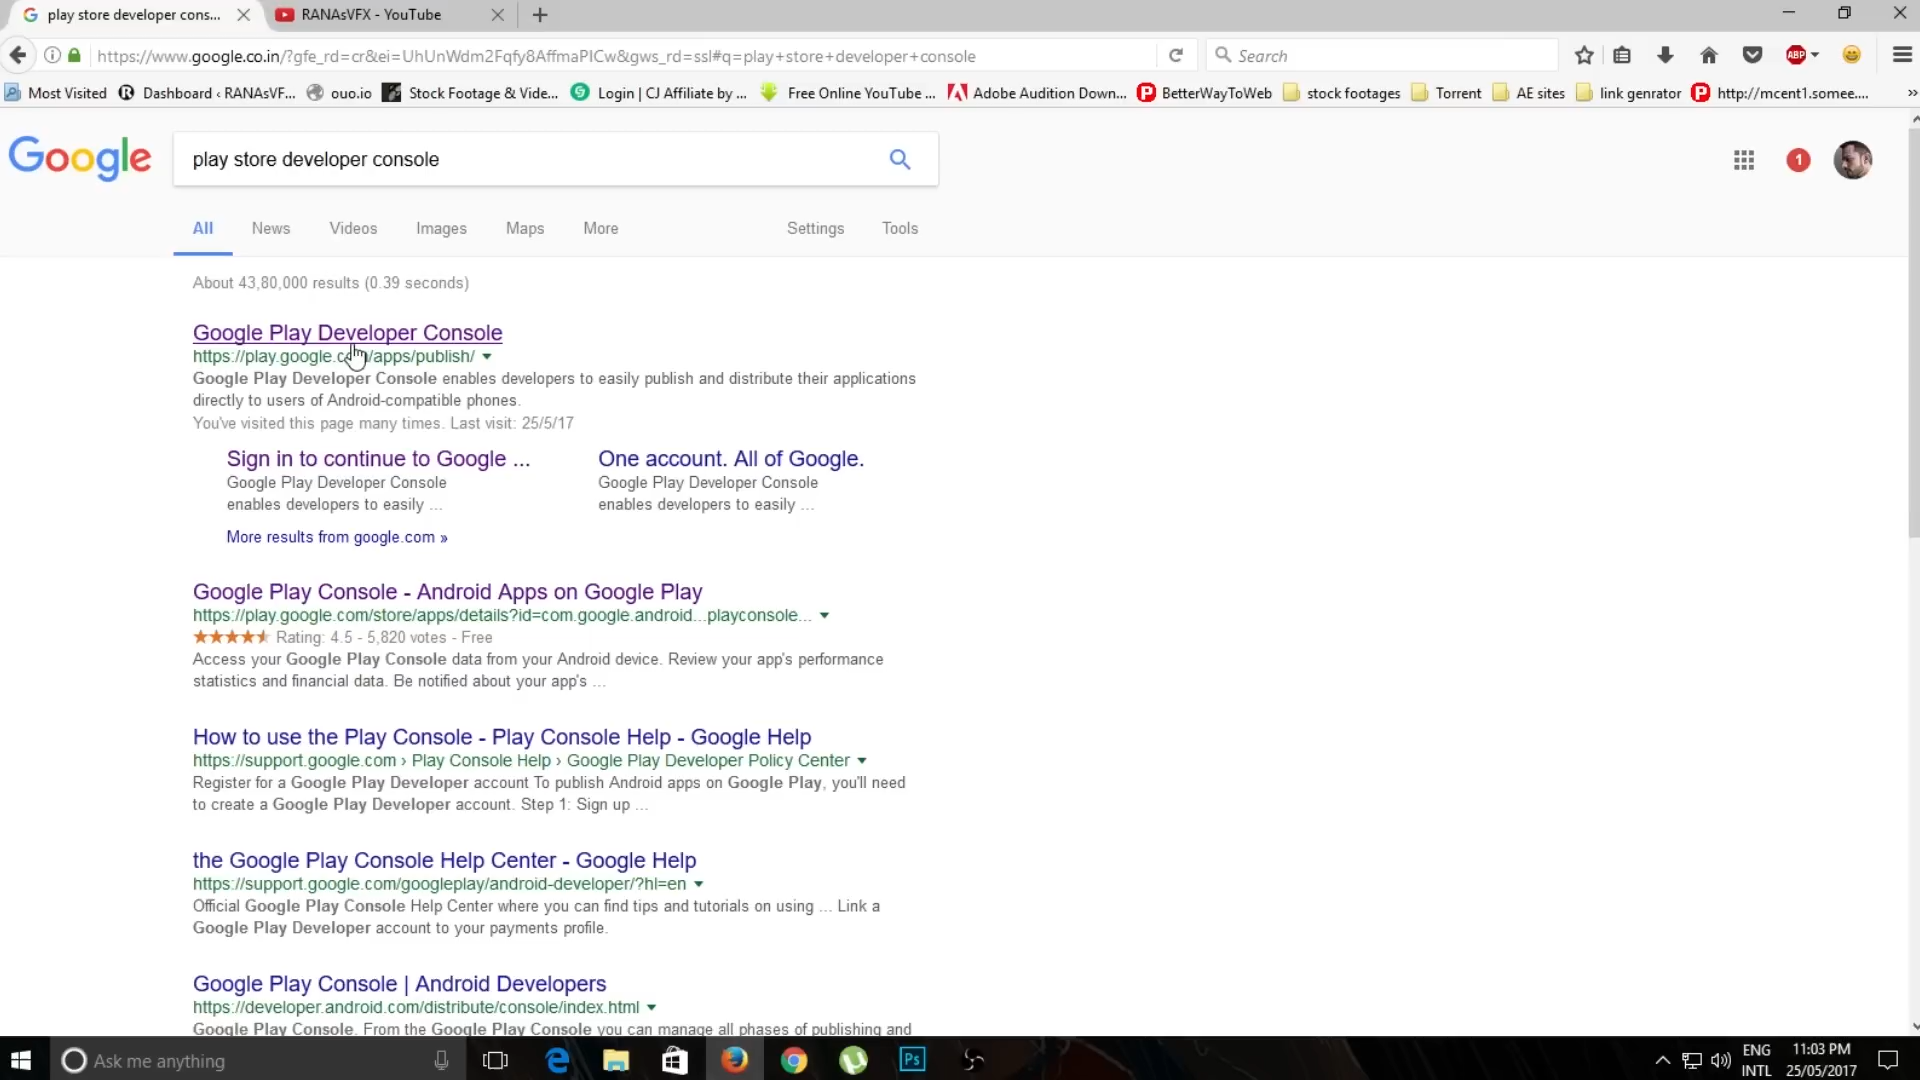 play store developer cons...
RANAsVFX - YouTube
https://www.google.co.in/?gfe_rd=cr&ei=UhUnWdm2Fqfy8AffmaPICw&gws_rd=ssl#q=play+store+developer+console
Search
ABP
Most Visited
Dashboard ‹ RANAsVF...
ouo.io
Stock Footage & Vide...
Login | CJ Affiliate by ...
Free Online YouTube ...
Adobe Audition Down...
BetterWayToWeb
stock footages
Torrent
AE sites
link genrator
http://mcent1.somee....
Google
play store developer console
1
All
News
Videos
Images
Maps
More
Settings
Tools
About 43,80,000 results (0.39 seconds)
Google Play Developer Console
https://play.google.com/apps/publish/
Google Play Developer Console enables developers to easily publish and distribute their applications
directly to users of Android-compatible phones.
You've visited this page many times. Last visit: 25/5/17
Sign in to continue to Google ...
Google Play Developer Console
enables developers to easily ...
One account. All of Google.
Google Play Developer Console
enables developers to easily ...
More results from google.com »
Google Play Console - Android Apps on Google Play
https://play.google.com/store/apps/details?id=com.google.android...playconsole...
Rating: 4.5 - 5,820 votes - Free
Access your Google Play Console data from your Android device. Review your app's performance
statistics and financial data. Be notified about your app's ...
How to use the Play Console - Play Console Help - Google Help
https://support.google.com › Play Console Help › Google Play Developer Policy Center
Register for a Google Play Developer account To publish Android apps on Google Play, you'll need
to create a Google Play Developer account. Step 1: Sign up ...
the Google Play Console Help Center - Google Help
https://support.google.com/googleplay/android-developer/?hl=en
Official Google Play Console Help Center where you can find tips and tutorials on using ... Link a
Google Play Developer account to your payments profile.
Google Play Console | Android Developers
https://developer.android.com/distribute/console/index.html
Google Play Console. From the Google Play Console you can manage all phases of publishing and
Ask me anything
Ps
ENG
INTL
11:03 PM
25/05/2017